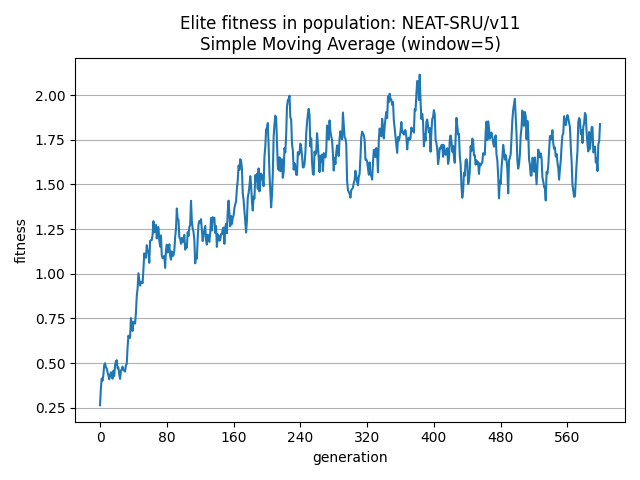 Elite fitness in population: NEAT-SRU/v11
Simple Moving Average (window=5)
2.00
1.75
1.50
1.25
1.00
0.75
0.50
0.25
fitness
0 80 160 240 320 400 480 560
generation